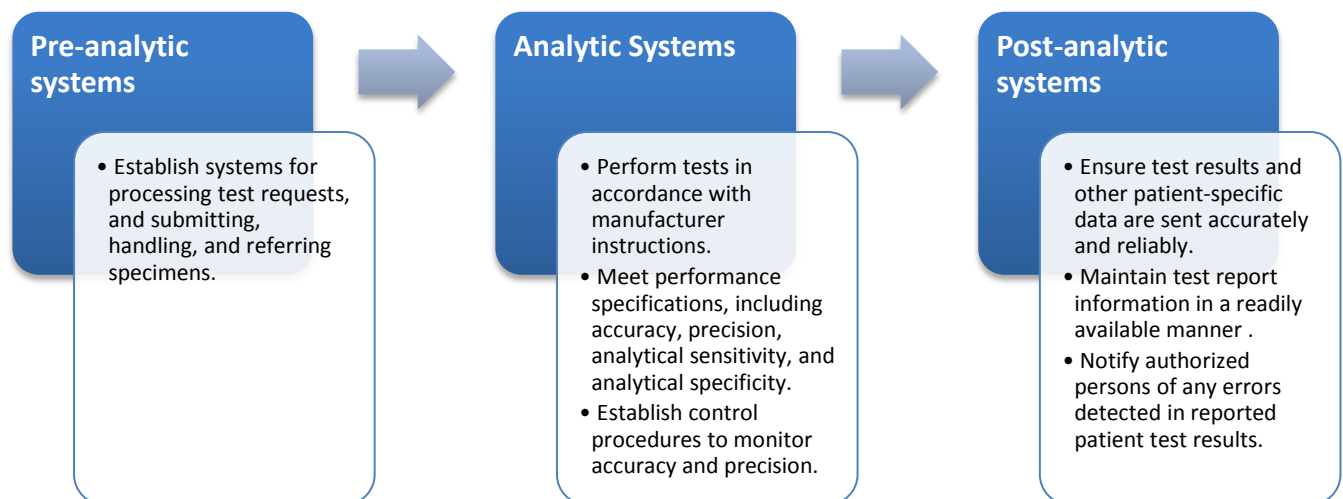 Pre-analytic
systems
• Establish systems for
processing test requests,
and submitting,
handling, and referring
specimens.
Analytic Systems
• Perform tests in
accordance with
manufacturer
instructions.
• Meet performance
specifications, including
accuracy, precision,
analytical sensitivity, and
analytical specificity.
• Establish control
procedures to monitor
accuracy and precision.
Post-analytic
systems
• Ensure test results and
other patient-specific
data are sent accurately
and reliably.
• Maintain test report
information in a readily
available manner .
• Notify authorized
persons of any errors
detected in reported
patient test results.